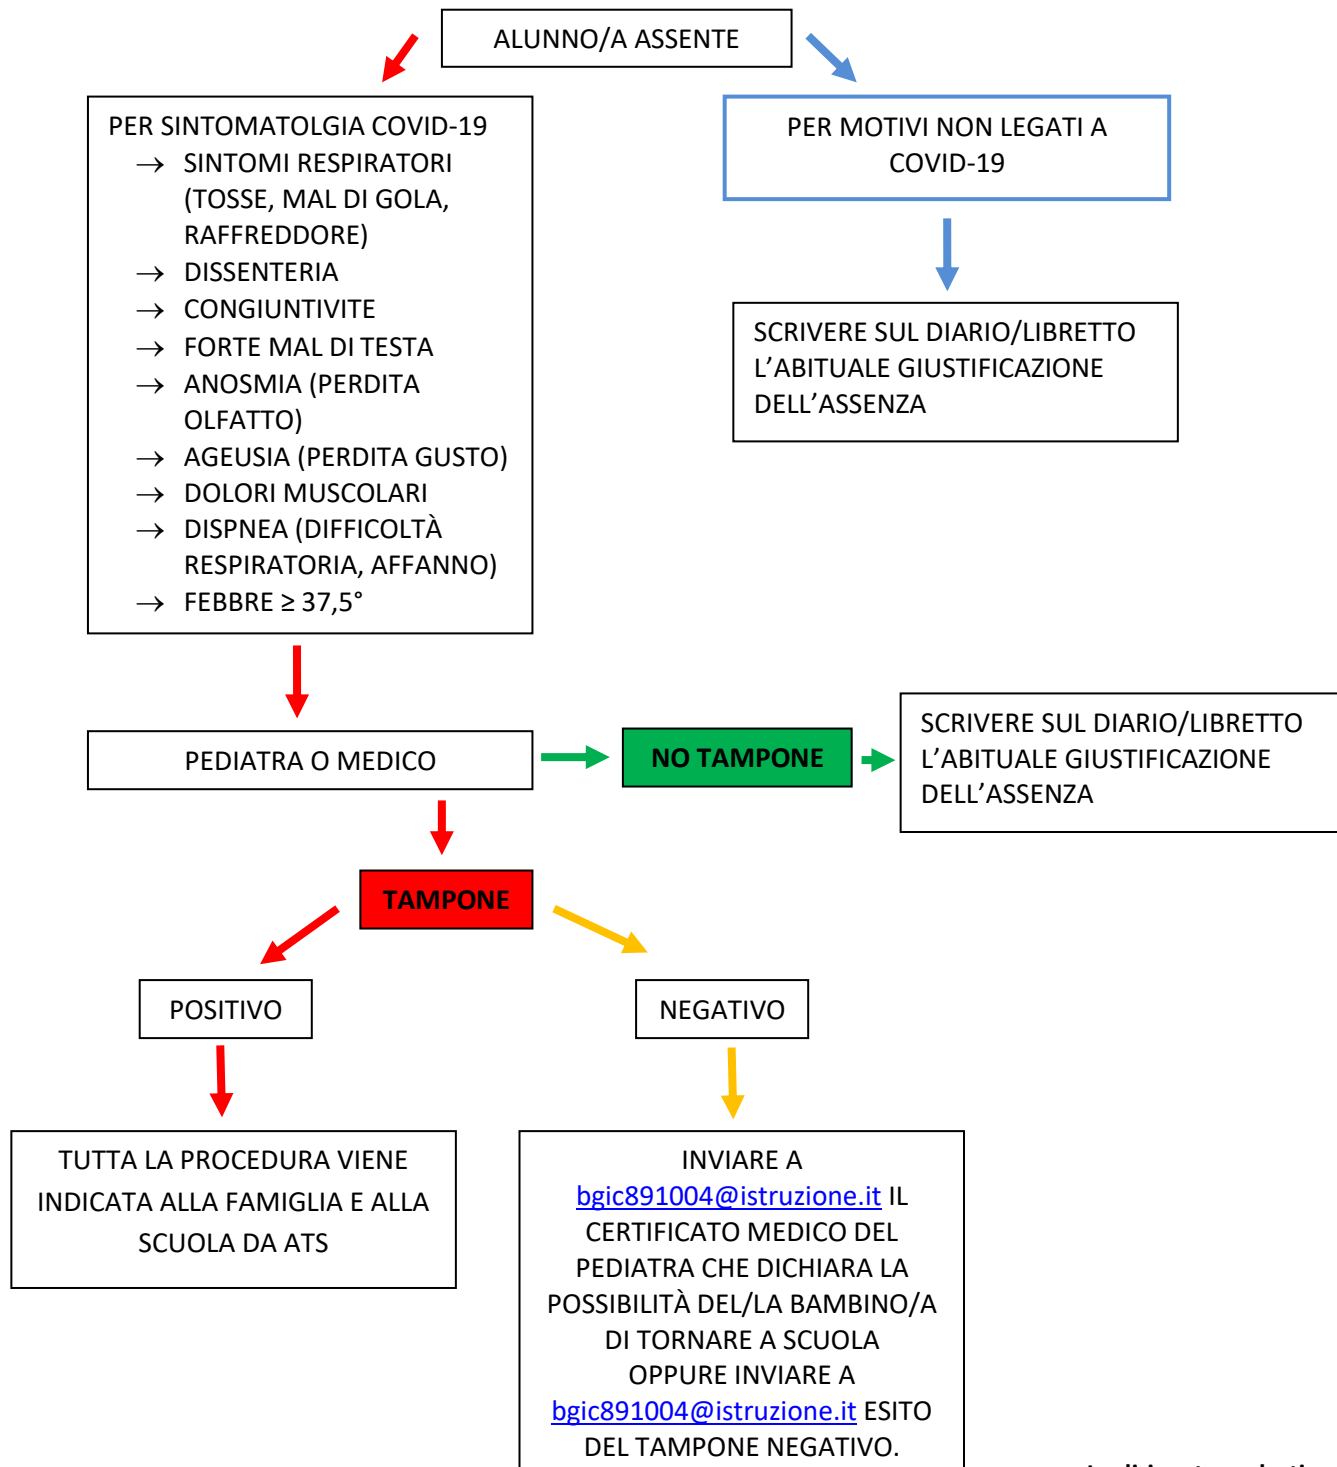 ALUNNO/A ASSENTE
PER SINTOMATOLGIA COVID-19
→ SINTOMI RESPIRATORI
(TOSSE, MAL DI GOLA,
RAFFREDDORE)
→ DISSENTERIA
→ CONGIUNTIVITE
→ FORTE MAL DI TESTA
→ ANOSMIA (PERDITA
OLFATTO)
→ AGEUSIA (PERDITA GUSTO)
→ DOLORI MUSCOLARI
→ DISPNEA (DIFFICOLTÀ
RESPIRATORIA, AFFANNO)
→ FEBBRE ≥ 37,5°
PER MOTIVI NON LEGATI A
COVID-19
SCRIVERE SUL DIARIO/LIBRETTO
L’ABITUALE GIUSTIFICAZIONE
DELL’ASSENZA
PEDIATRA O MEDICO
NO TAMPONE
SCRIVERE SUL DIARIO/LIBRETTO
L’ABITUALE GIUSTIFICAZIONE
DELL’ASSENZA
TAMPONE
POSITIVO
NEGATIVO
TUTTA LA PROCEDURA VIENE
INDICATA ALLA FAMIGLIA E ALLA
SCUOLA DA ATS
INVIARE A
bgic891004@istruzione.it IL
CERTIFICATO MEDICO DEL
PEDIATRA CHE DICHIARA LA
POSSIBILITÀ DEL/LA BAMBINO/A
DI TORNARE A SCUOLA
OPPURE INVIARE A
bgic891004@istruzione.it ESITO
DEL TAMPONE NEGATIVO.